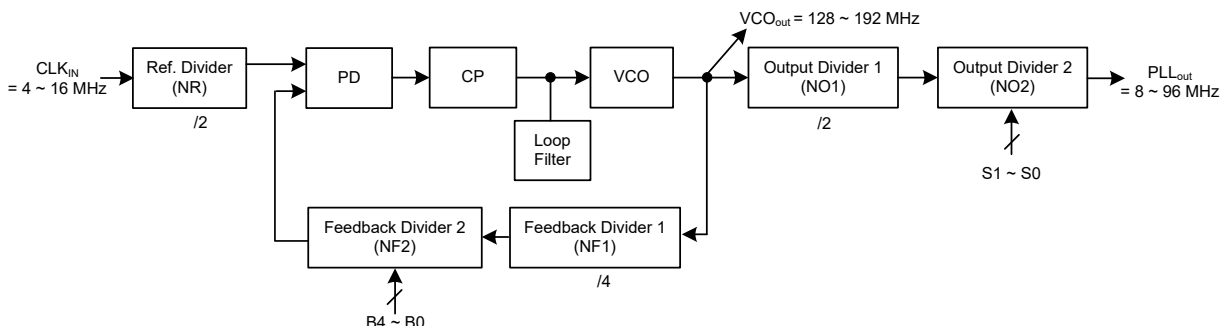 CLKIN
= 4 ~ 16 MHz
Ref. Divider
(NR)
/2
PD
CP
Loop
Filter
VCO
VCOout = 128 ~ 192 MHz
Output Divider 1
(NO1)
/2
Output Divider 2
(NO2)
S1 ~ S0
PLLout
= 8 ~ 96 MHz
Feedback Divider 2
(NF2)
B4 ~ B0
Feedback Divider 1
(NF1)
/4